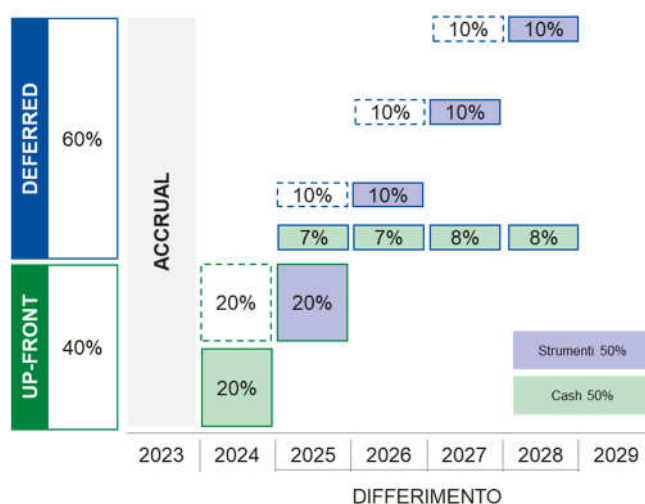 DEFERRED
60%
UP-FRONT
40%
ACCRUAL
10% 10%
10% 10%
10% 10%
7% 7% 8% 8%
20% 20%
20%
Strumenti 50%
Cash 50%
2023 2024 2025 2026 2027 2028 2029
DIFFERIMENTO